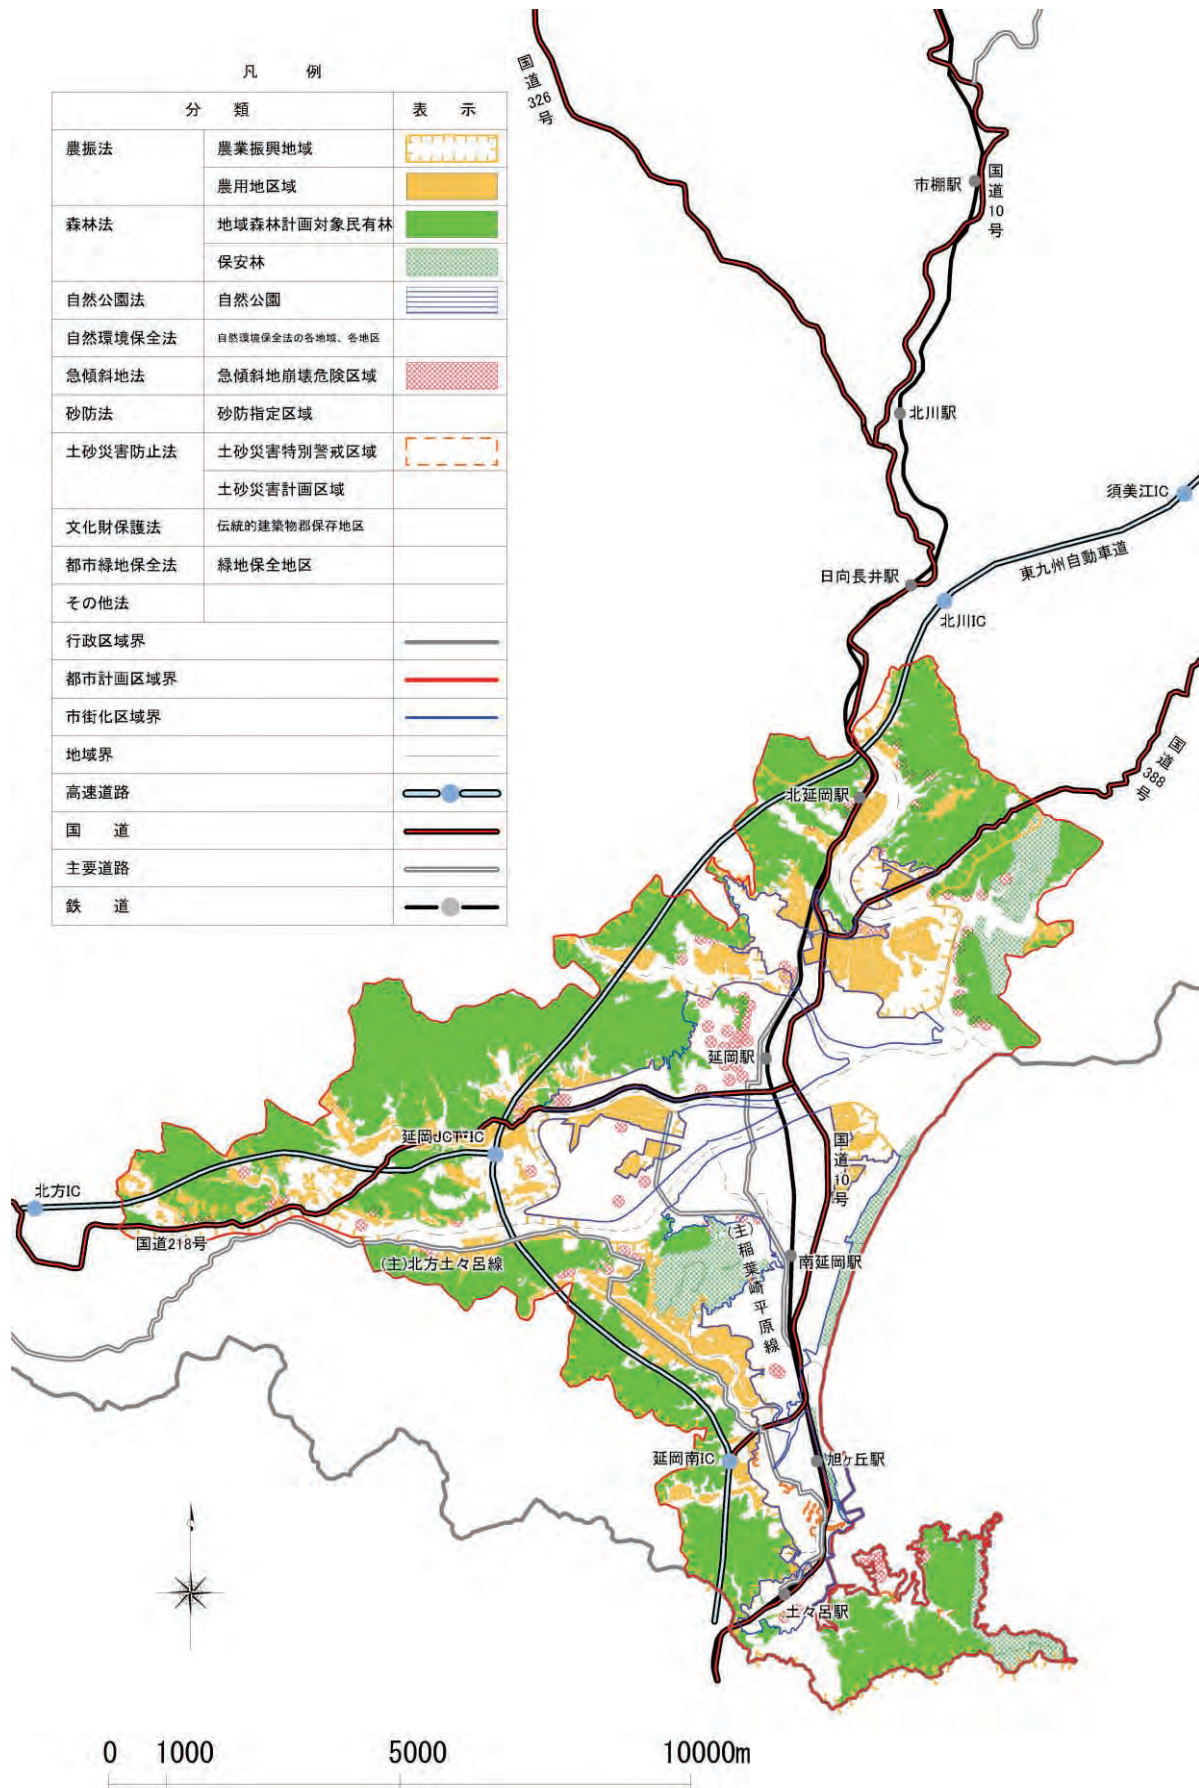 凡　例
分　類　表　示
農振法　農業振興地域
農用地区域
森林法　地域森林計画対象民有林
保安林
自然公園法　自然公園
自然環境保全法　自然環境保全法の各地域、各地区
急傾斜地法　急傾斜地崩壊危険区域
砂防法　砂防指定区域
土砂災害防止法　土砂災害特別警戒区域
土砂災害計画区域
文化財保護法　伝統的建築物郡保存地区
都市緑地保全法　緑地保全地区
その他法
行政区域界
都市計画区域界
市街化区域界
地域界
高速道路
国　道
主要道路
鉄　道
国道326号
市棚駅
国道10号
北川駅
須美江IC
東九州自動車道
日向長井駅
北川IC
国道388号
北延岡駅
延岡駅
延岡JCT・IC
国道10号
北方IC
国道218号
(主)北方土々呂線
(主)稲葉崎平原線
南延岡駅
延岡南IC
旭ヶ丘駅
土々呂駅
0　1000　5000　10000m